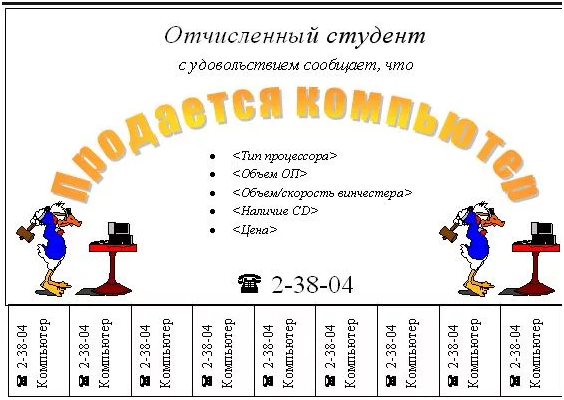 Отчисленный студент
с удовольствием сообщает, что
Продается компьютер
• <Тип процессора>
• <Объем ОП>
• <Объем/скорость винчестера>
• <Наличие CD>
• <Цена>
☎ 2-38-04
☎ 2-38-04
Компьютер
☎ 2-38-04
Компьютер
☎ 2-38-04
Компьютер
☎ 2-38-04
Компьютер
☎ 2-38-04
Компьютер
☎ 2-38-04
Компьютер
☎ 2-38-04
Компьютер
☎ 2-38-04
Компьютер
☎ 2-38-04
Компьютер